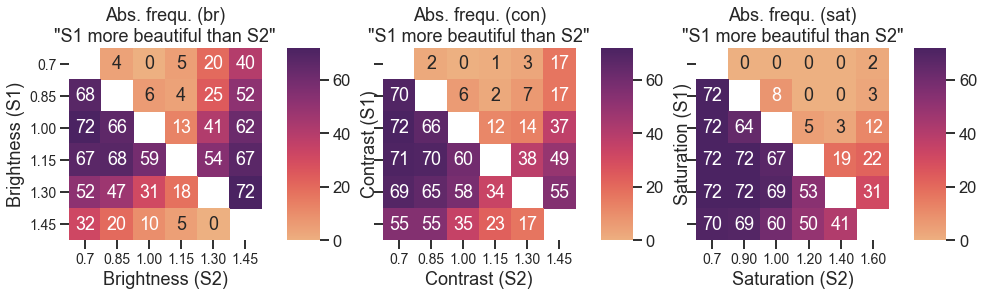 Abs. frequ. (br)
"S1 more beautiful than S2"
Brightness (S1)
0.7 4 0 5 20 40
0.85 68 6 4 25 52
1.00 72 66 13 41 62
1.15 67 68 59 54 67
1.30 52 47 31 18 72
1.45 32 20 10 5 0
0.7 0.85 1.00 1.15 1.30 1.45
Brightness (S2)
60
40
20
0
Abs. frequ. (con)
"S1 more beautiful than S2"
Contrast (S1)
2 0 1 3 17
70 6 2 7 17
72 66 12 14 37
71 70 60 38 49
69 65 58 34 55
55 55 35 23 17
0.7 0.85 1.00 1.15 1.30 1.45
Contrast (S2)
60
40
20
0
Abs. frequ. (sat)
"S1 more beautiful than S2"
Saturation (S1)
0 0 0 0 2
72 8 0 0 3
72 64 5 3 12
72 72 67 19 22
72 72 69 53 31
70 69 60 50 41
0.7 0.85 1.00 1.20 1.40 1.60
Saturation (S2)
60
40
20
0